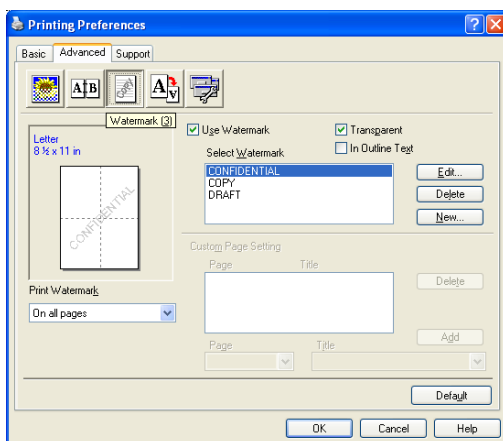 Printing Preferences
Basic Advanced Support
A B COPY A A
Watermark (3)
Letter
8 ½ x 11 in
CONFIDENTIAL
Print Watermark
On all pages
Use Watermark
Transparent
In Outline Text
Select Watermark
CONFIDENTIAL
COPY
DRAFT
Edit...
Delete
New...
Custom Page Setting
Page Title
Delete
Add
Page Title
Default
OK Cancel Help